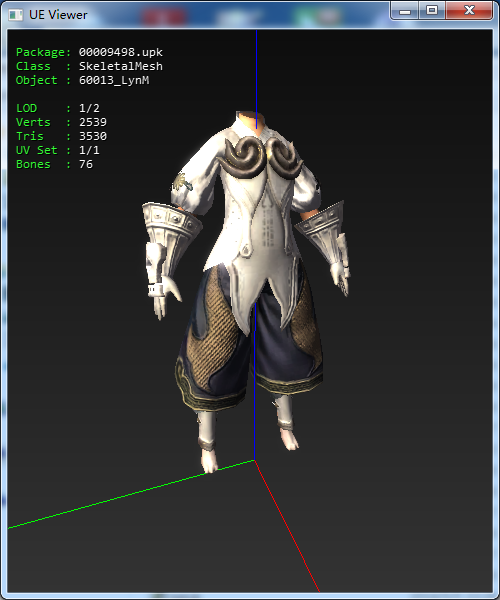 UE Viewer
Package: 00009498.upk
Class : SkeletalMesh
Object : 60013_LynM
LOD : 1/2
Verts : 2539
Tris : 3530
UV Set : 1/1
Bones : 76